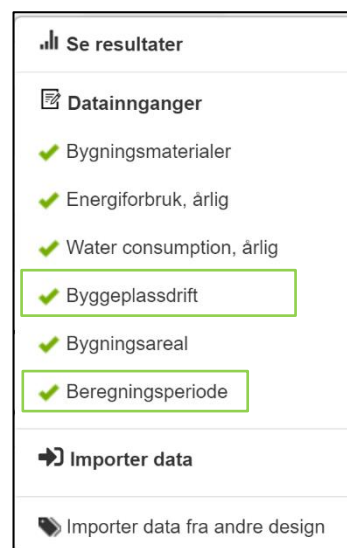 Se resultater
Datainnganger
Bygningsmaterialer
Energiforbruk, årlig
Water consumption, årlig
Byggeplassdrift
Bygningsareal
Beregningsperiode
Importer data
Importer data fra andre design